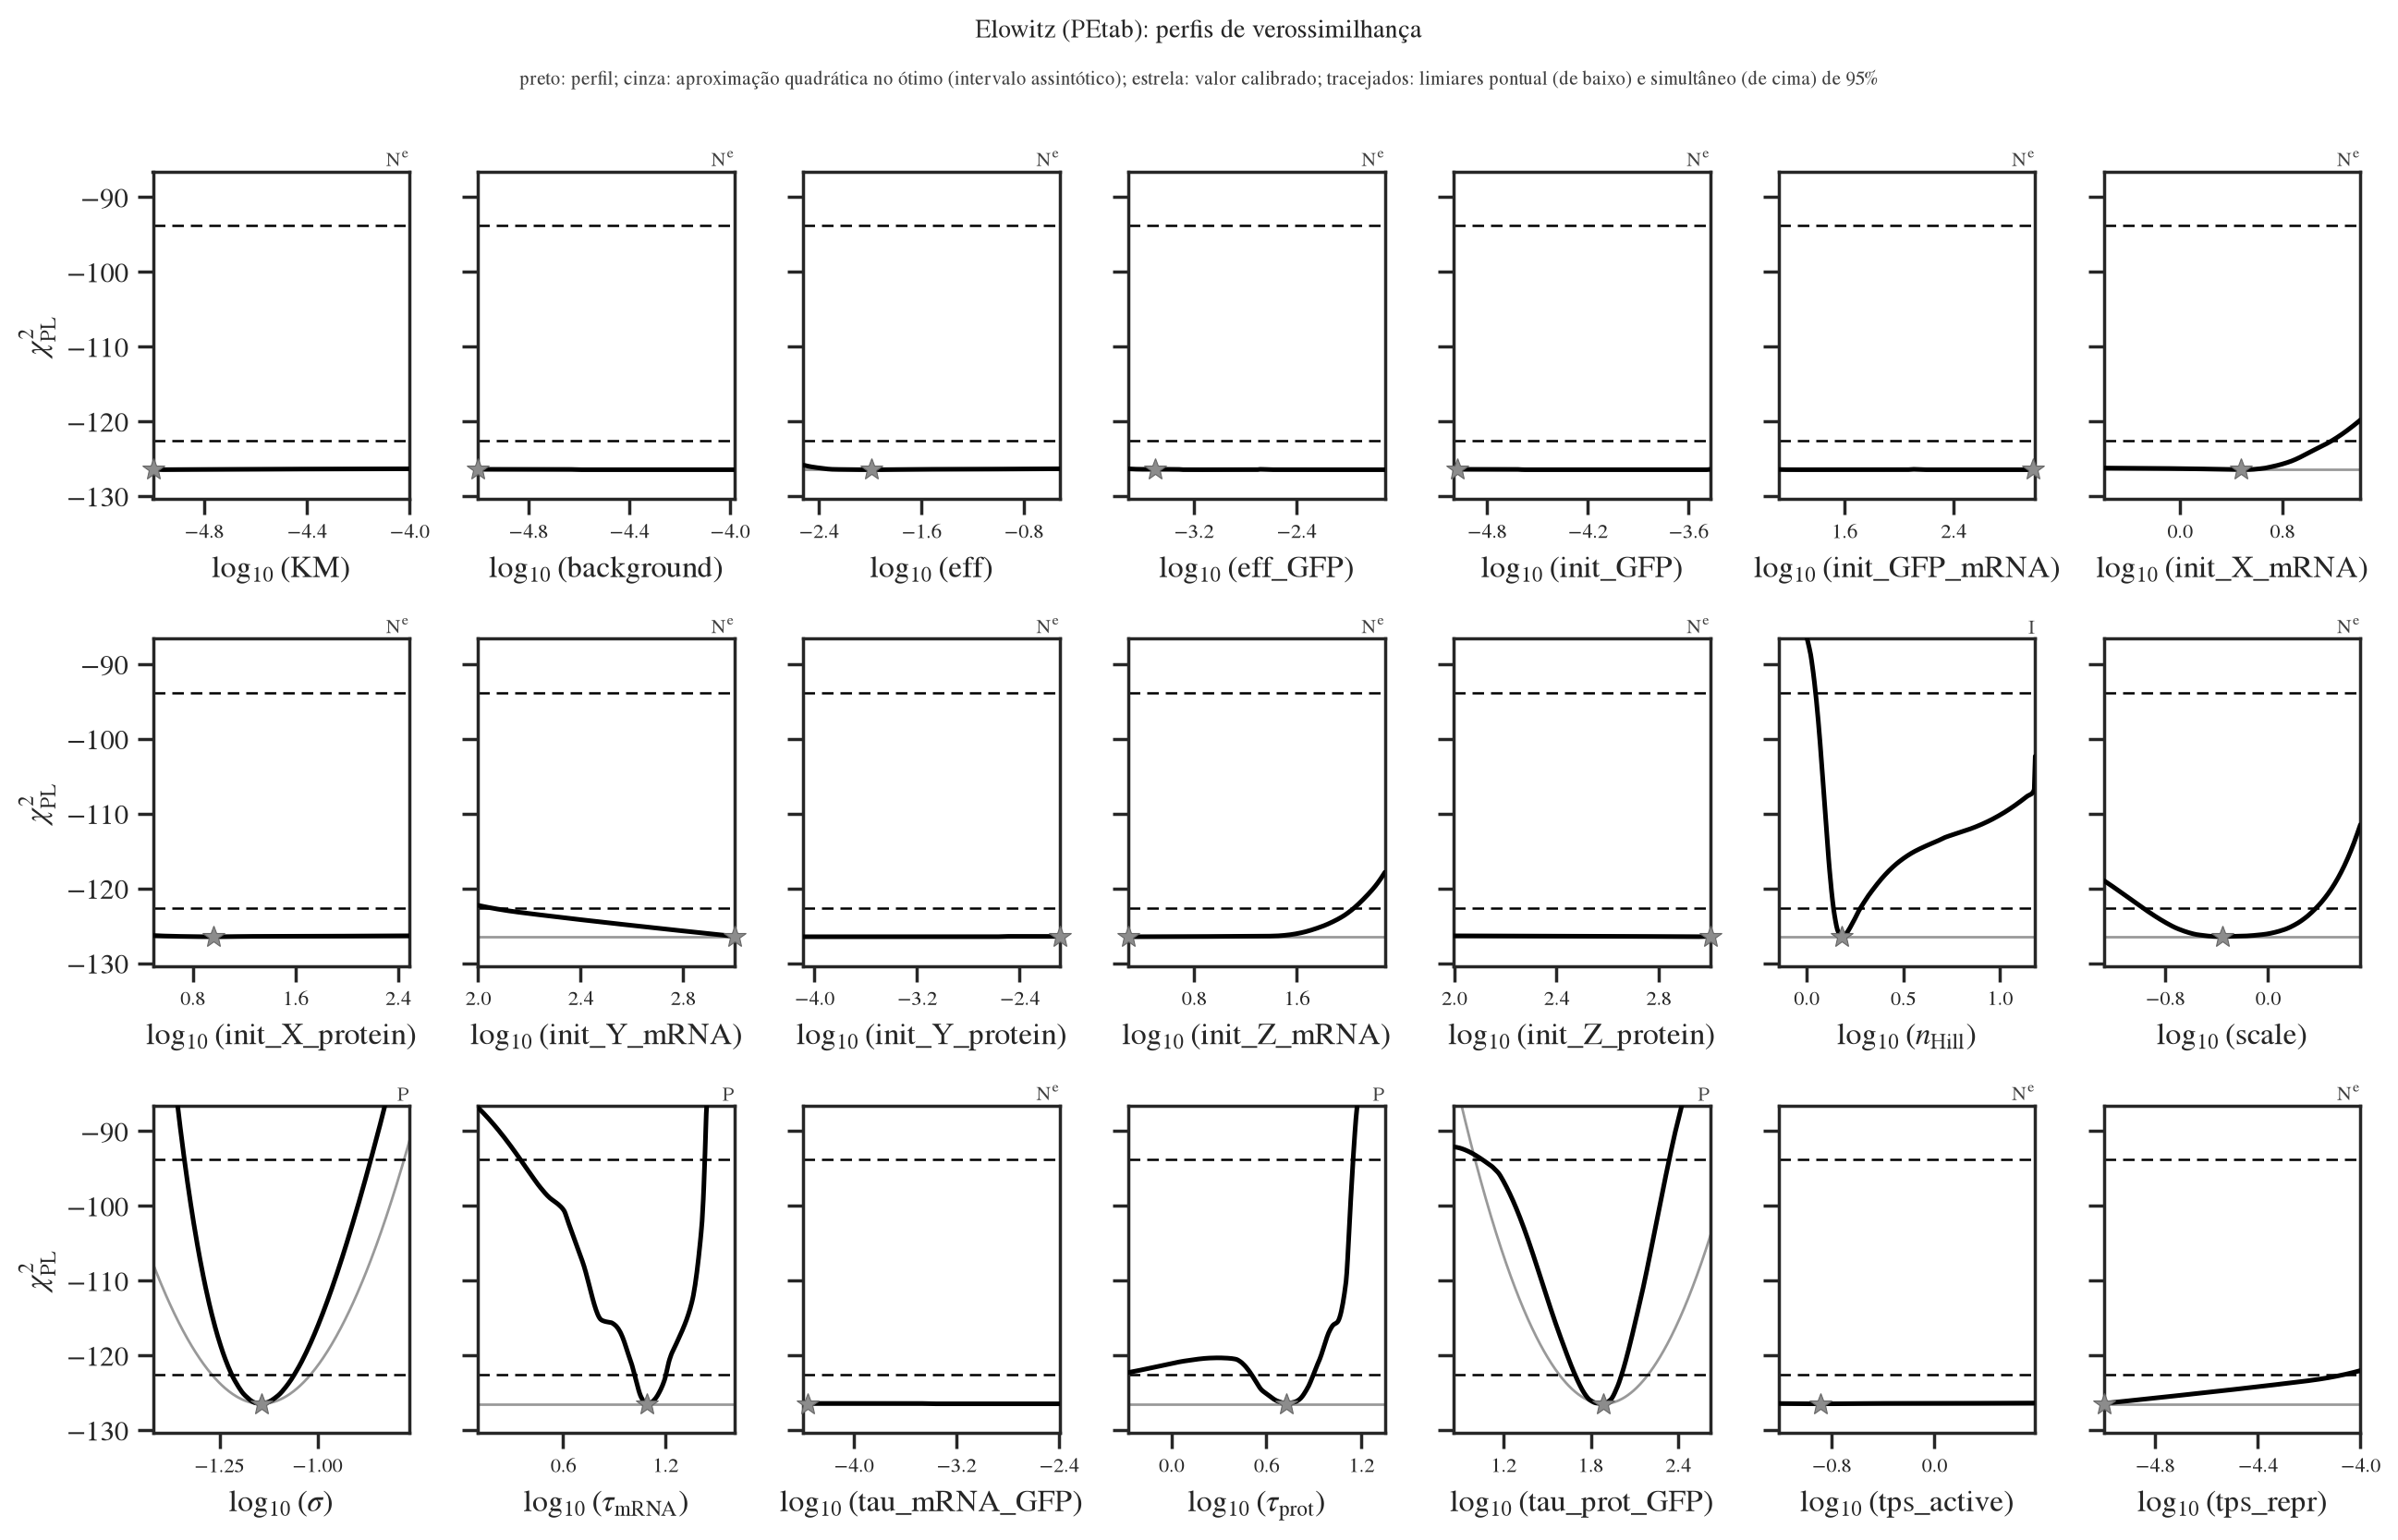 Elowitz (PEtab): perfis de verossimilhança
preto: perfil; cinza: aproximação quadrática no ótimo (intervalo assintótico); estrela: valor calibrado; tracejados: limiares pontual (de baixo) e simultâneo (de cima) de 95%
Nᵉ Nᵉ Nᵉ Nᵉ Nᵉ Nᵉ Nᵉ
−90
−100
−110
−120
−130
χ²PL
−4.8 −4.4 −4.0 −4.8 −4.4 −4.0 −2.4 −1.6 −0.8 −3.2 −2.4 −4.8 −4.2 −3.6 1.6 2.4 0.0 0.8
log₁₀ (KM) log₁₀ (background) log₁₀ (eff) log₁₀ (eff_GFP) log₁₀ (init_GFP) log₁₀ (init_GFP_mRNA) log₁₀ (init_X_mRNA)
Nᵉ Nᵉ Nᵉ Nᵉ Nᵉ I Nᵉ
−90
−100
−110
−120
−130
χ²PL
0.8 1.6 2.4 2.0 2.4 2.8 −4.0 −3.2 −2.4 0.8 1.6 2.0 2.4 2.8 0.0 0.5 1.0 −0.8 0.0
log₁₀ (init_X_protein) log₁₀ (init_Y_mRNA) log₁₀ (init_Y_protein) log₁₀ (init_Z_mRNA) log₁₀ (init_Z_protein) log₁₀ (nHill) log₁₀ (scale)
P P Nᵉ P P Nᵉ Nᵉ
−90
−100
−110
−120
−130
χ²PL
−1.25 −1.00 0.6 1.2 −4.0 −3.2 −2.4 0.0 0.6 1.2 1.2 1.8 2.4 −0.8 0.0 −4.8 −4.4 −4.0
log₁₀ (σ) log₁₀ (τmRNA) log₁₀ (tau_mRNA_GFP) log₁₀ (τprot) log₁₀ (tau_prot_GFP) log₁₀ (tps_active) log₁₀ (tps_repr)